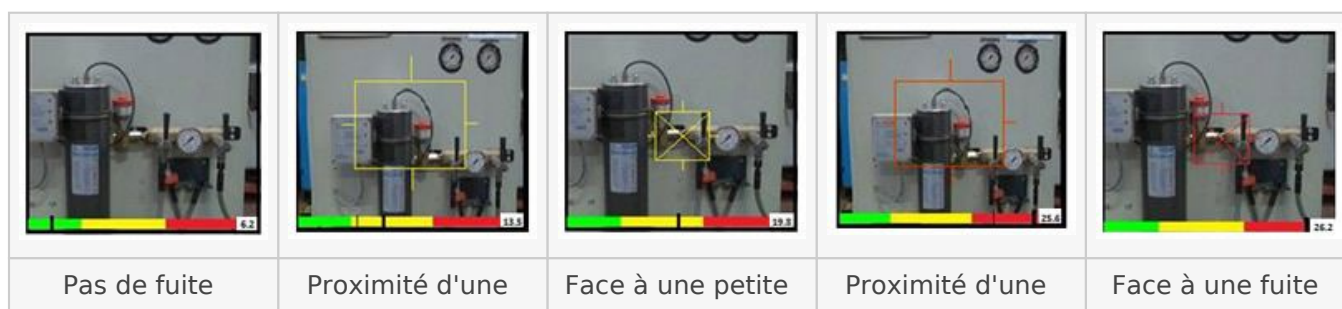 6.2
13.5
19.8
25.6
26.2
Pas de fuite
Proximité d'une
Face à une petite
Proximité d'une
Face à une fuite